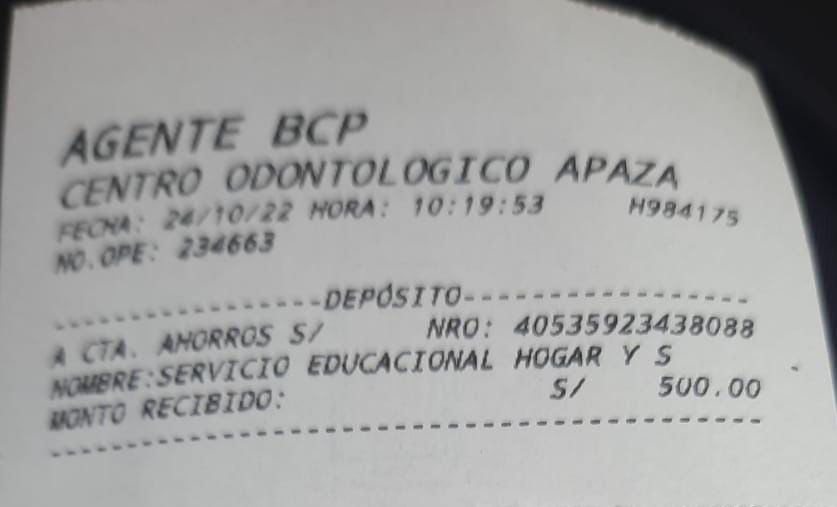 AGENTE BCP
CENTRO ODONTOLOGICO APAZA
FECHA: 24/10/22 HORA: 10:19:53 H984175
NO.OPE: 234663
-----------------DEPÓSITO-----------------
A CTA. AHORROS S/ NRO: 40535923438088
NOMBRE:SERVICIO EDUCACIONAL HOGAR Y S
MONTO RECIBIDO: S/ 500.00